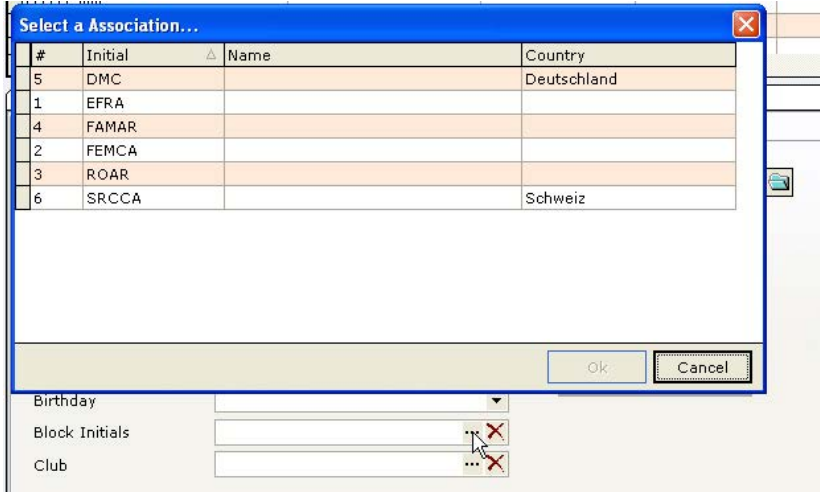 Select a Association...
# Initial Name Country
5 DMC Deutschland
1 EFRA
4 FAMAR
2 FEMCA
3 ROAR
6 SRCCA Schweiz
Ok Cancel
Birthday
Block Initials ...
Club ...